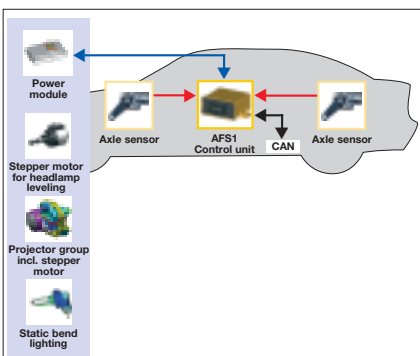 Power
module
Stepper motor
for headlamp
leveling
Projector group
incl. stepper
motor
Static bend
lighting
Axle sensor
AFS1
Control unit
CAN
Axle sensor